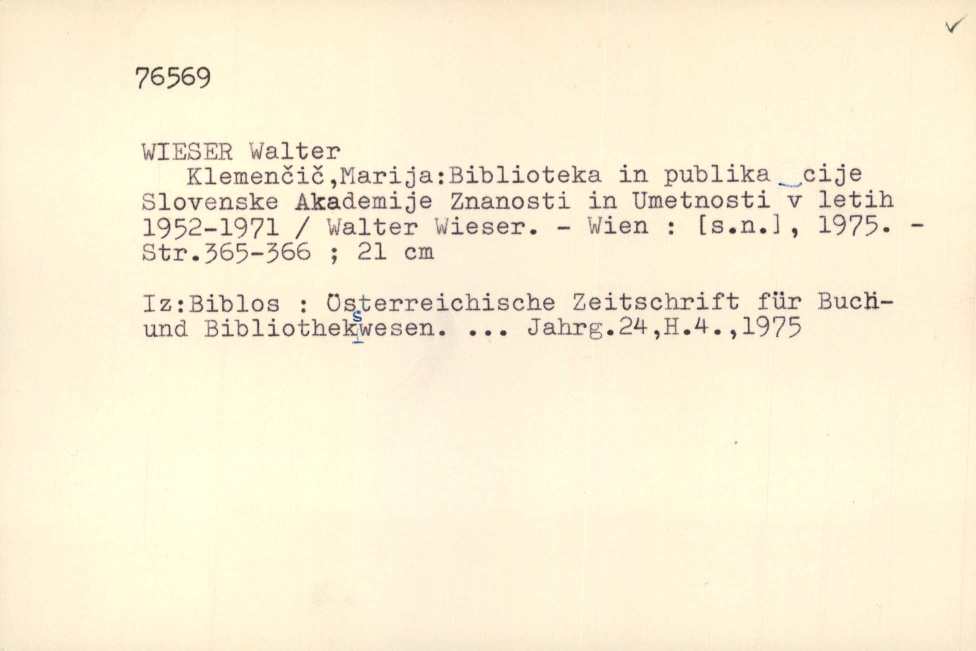 76569
WIESER Walter
Klemenčič,Marija:Biblioteka in publika cije
Slovenske Akademije Znanosti in Umetnosti v letih
1952-1971 / Walter Wieser. - Wien : [s.n.], 1975. -
Str.365-366 ; 21 cm
Iz:Biblos : Österreichische Zeitschrift für Buch-
und Bibliothekswesen. ... Jahrg.24,H.4.,1975